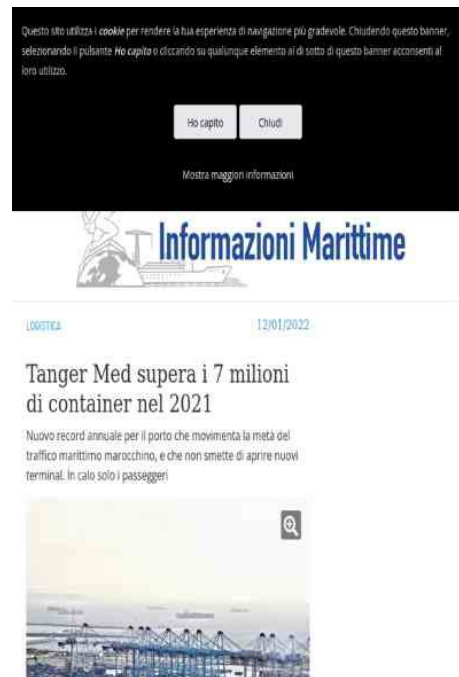 Questo sito utilizza i cookie per rendere la tua esperienza di navigazione più gradevole. Chiudendo questo banner,
selezionando il pulsante Ho capito o cliccando su qualunque elemento al di sotto di questo banner acconsenti al
loro utilizzo.
Ho capito
Chiudi
Mostra maggiori informazioni
Informazioni Marittime
LOGISTICA
12/01/2022
Tanger Med supera i 7 milioni
di container nel 2021
Nuovo record annuale per il porto che movimenta la metà del
traffico marittimo marocchino, e che non smette di aprire nuovi
terminal. In calo solo i passeggeri